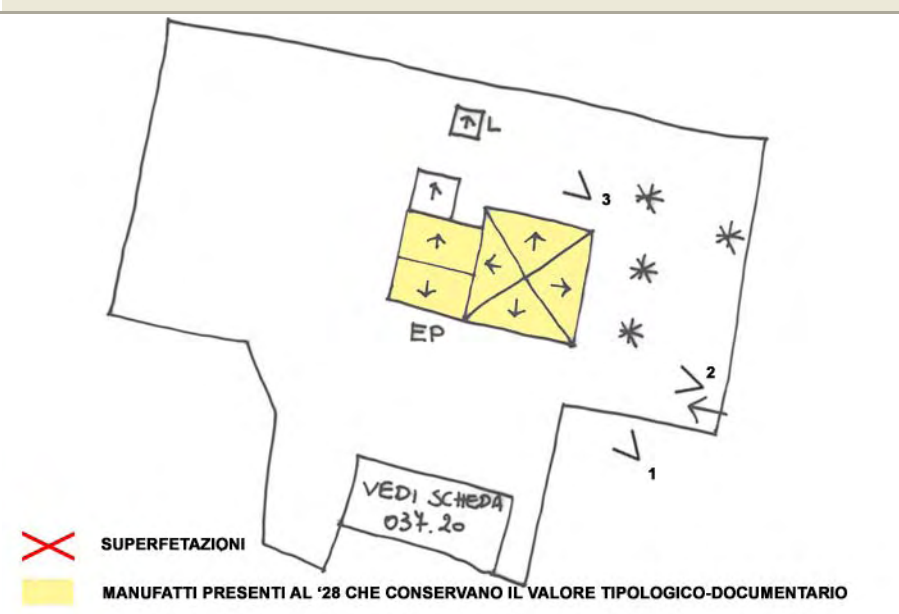 L
3
EP
2
1
VEDI SCHEDA
037.20
SUPERFETAZIONI
MANUFATTI PRESENTI AL ‘28 CHE CONSERVANO IL VALORE TIPOLOGICO-DOCUMENTARIO